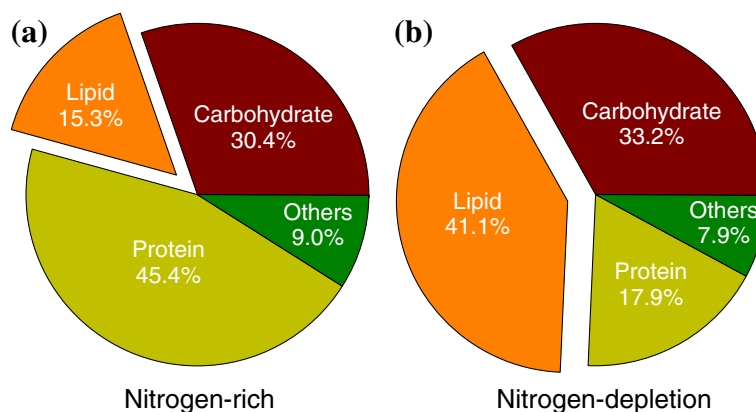 (a)
Lipid
15.3%
Carbohydrate
30.4%
Others
9.0%
Protein
45.4%
Nitrogen-rich
(b)
Carbohydrate
33.2%
Lipid
41.1%
Others
7.9%
Protein
17.9%
Nitrogen-depletion